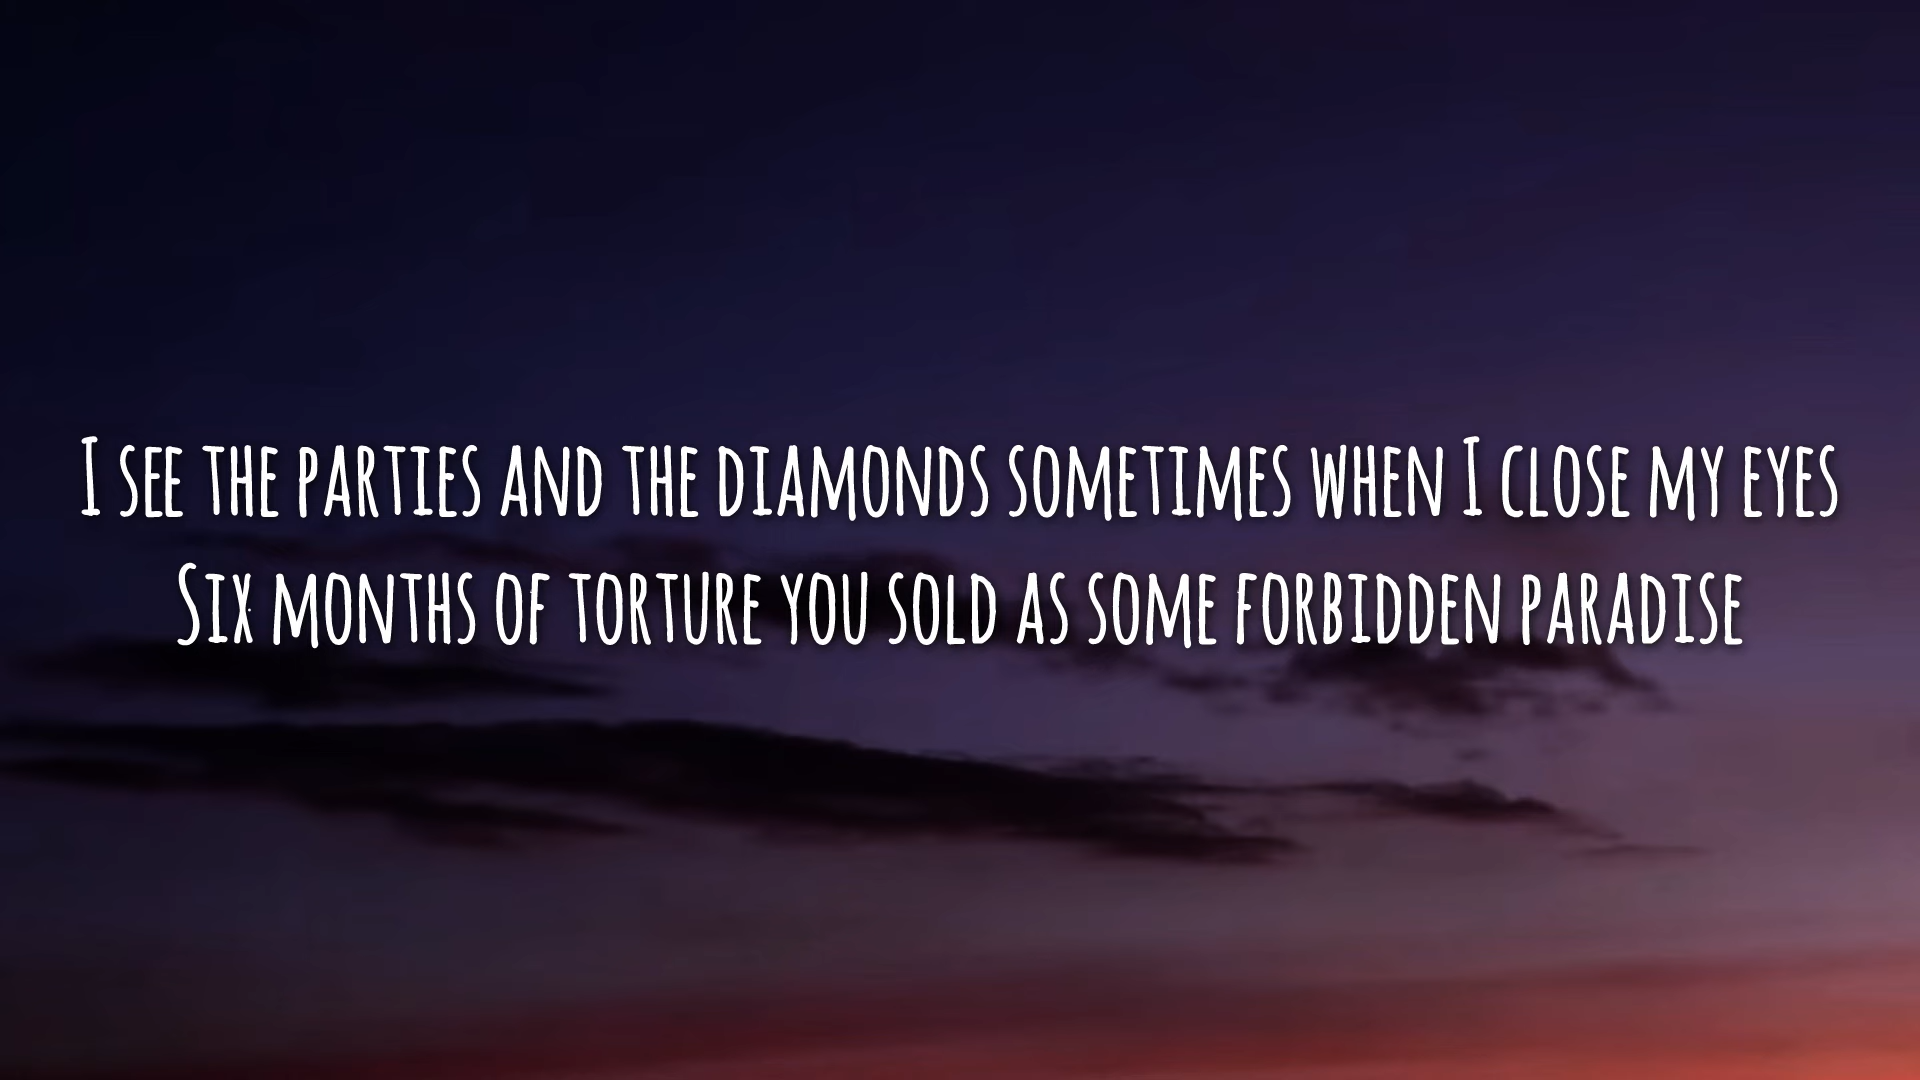 I see the parties and the diamonds sometimes when I close my eyes
Six months of torture you sold as some forbidden paradise